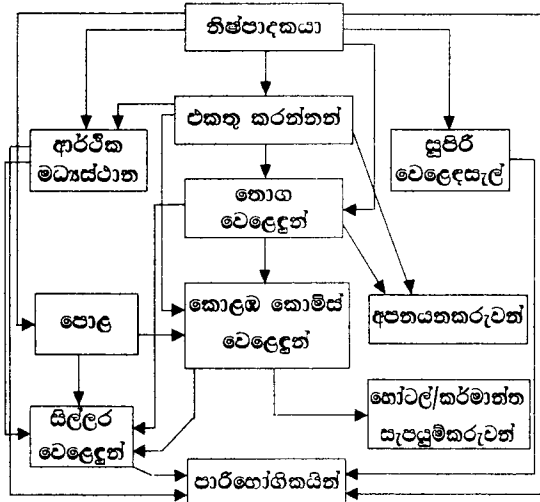 නිෂ්පාදකයා
එකතු කරන්නන්
ආර්ථික
මධ්‍යස්ථාන
සුපිරි
වෙළෙඳසැල්
තොග
වෙළෙඳුන්
කොළඹ කොමිස්
වෙළෙඳුන්
පොළ
අපනයනකරුවන්
හෝටල්/කර්මාන්ත
සැපයුම්කරුවන්
සිල්ලර
වෙළෙඳුන්
පාරිභෝගිකයින්